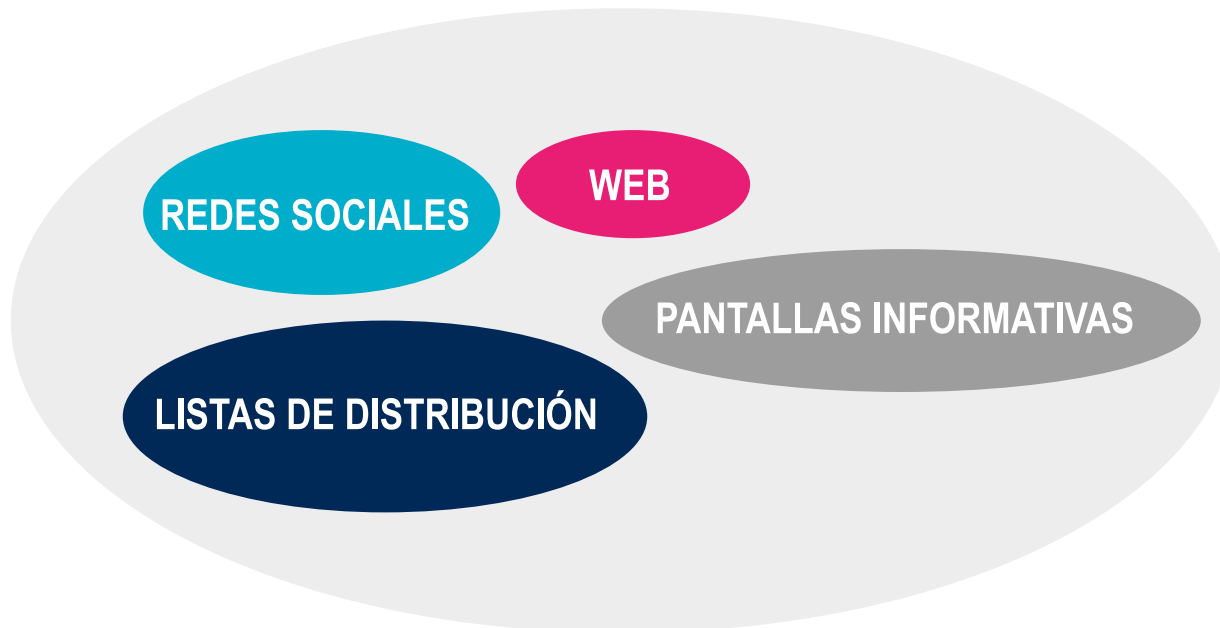 REDES SOCIALES
WEB
PANTALLAS INFORMATIVAS
LISTAS DE DISTRIBUCIÓN